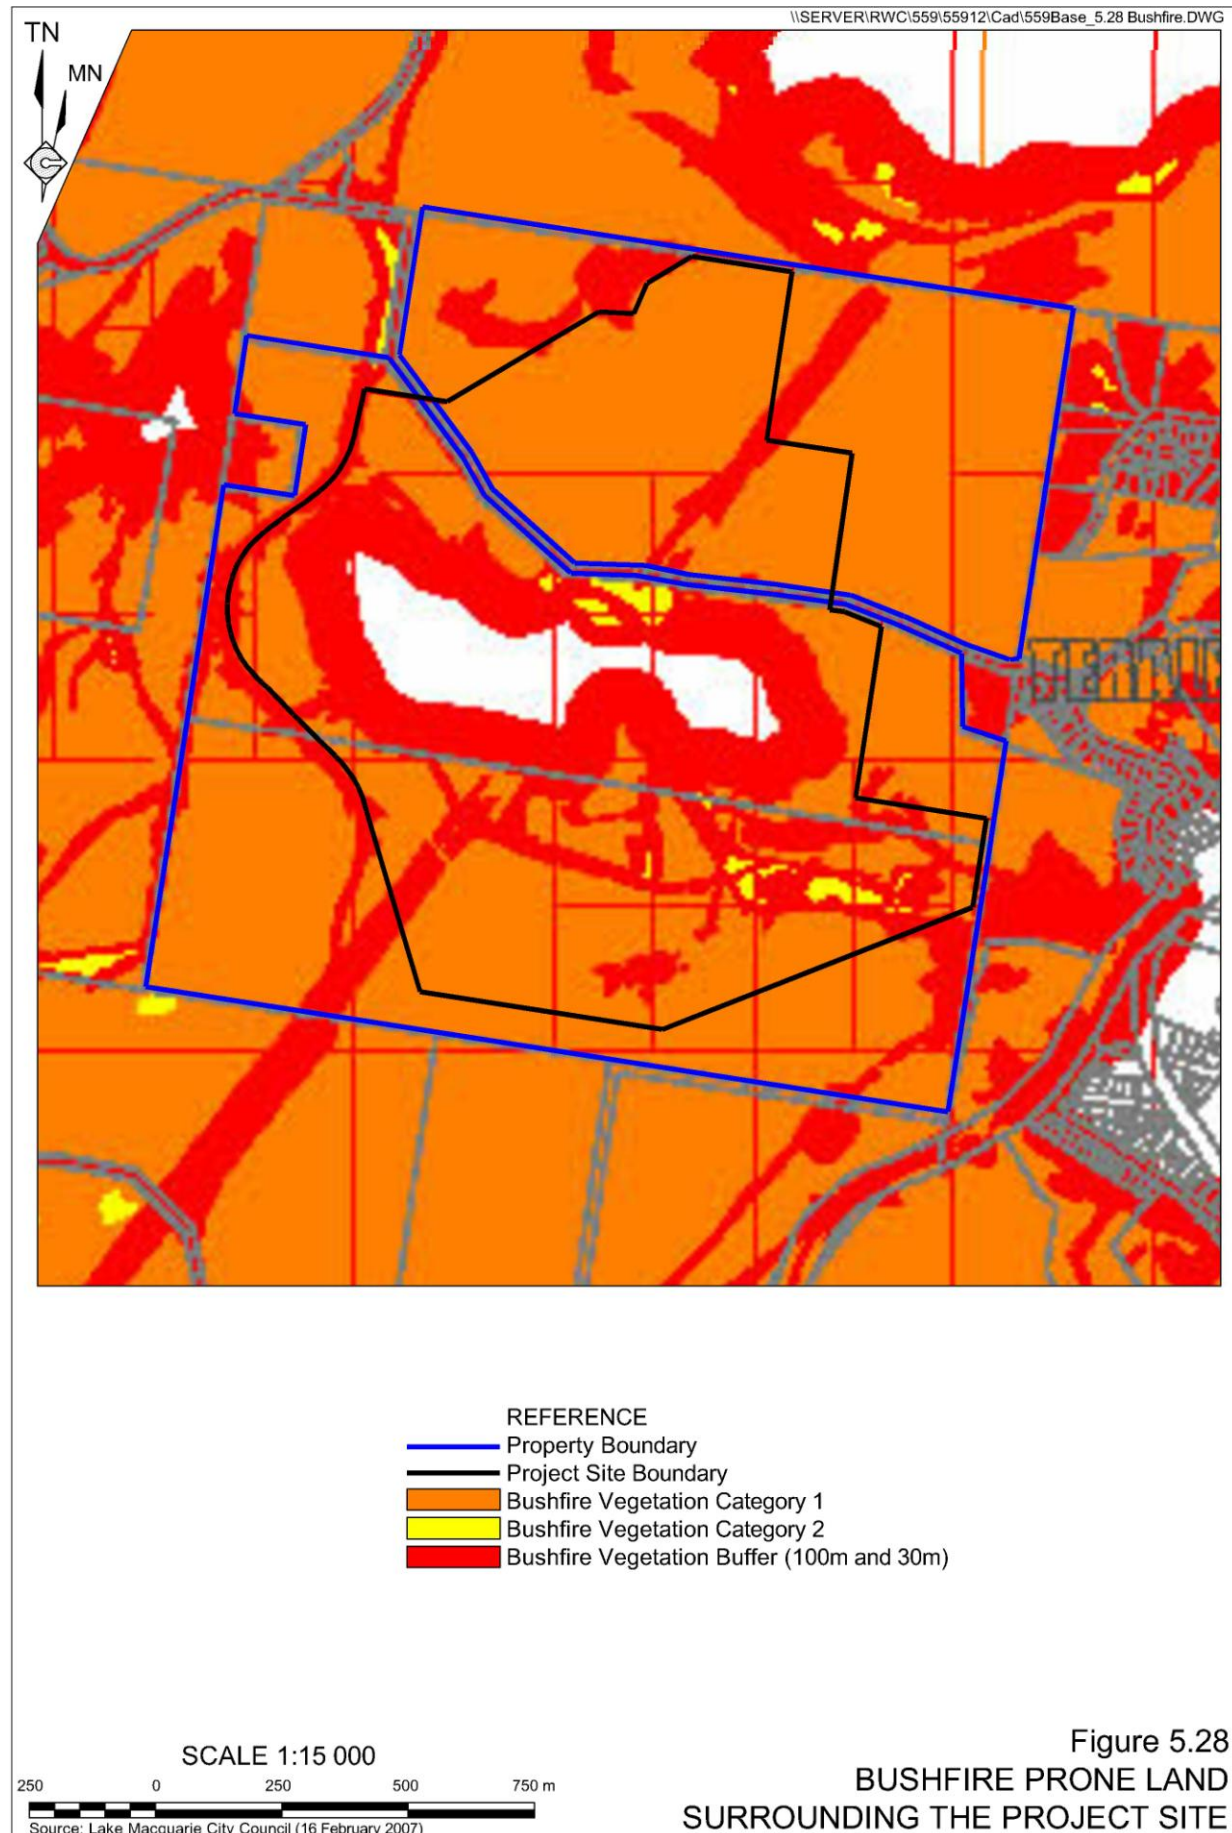 \\SERVER\RWC\559\55912\Cad\559Base_5.28 Bushfire.DWG
TN
MN
REFERENCE
Property Boundary
Project Site Boundary
Bushfire Vegetation Category 1
Bushfire Vegetation Category 2
Bushfire Vegetation Buffer (100m and 30m)
SCALE 1:15 000
250 0 250 500 750 m
Source: Lake Macquarie City Council (16 February 2007)
Figure 5.28
BUSHFIRE PRONE LAND
SURROUNDING THE PROJECT SITE